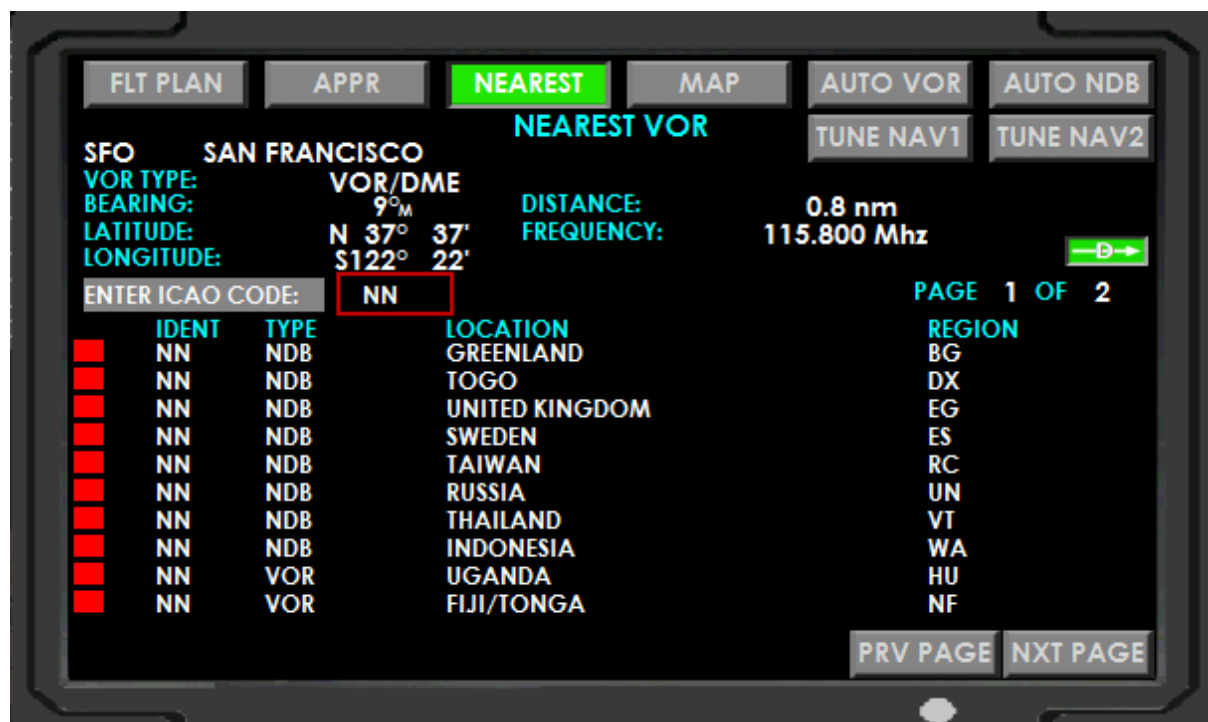 FLT PLAN APPR NEAREST MAP AUTO VOR AUTO NDB
NEAREST VOR TUNE NAV1 TUNE NAV2
SFO SAN FRANCISCO
VOR TYPE: VOR/DME
BEARING: 9°M DISTANCE: 0.8 nm
LATITUDE: N 37° 37' FREQUENCY: 115.800 Mhz
LONGITUDE: S122° 22' D
ENTER ICAO CODE: NN PAGE 1 OF 2
IDENT TYPE LOCATION REGION
NN NDB GREENLAND BG
NN NDB TOGO DX
NN NDB UNITED KINGDOM EG
NN NDB SWEDEN ES
NN NDB TAIWAN RC
NN NDB RUSSIA UN
NN NDB THAILAND VT
NN NDB INDONESIA WA
NN VOR UGANDA HU
NN VOR FIJI/TONGA NF
PRV PAGE NXT PAGE